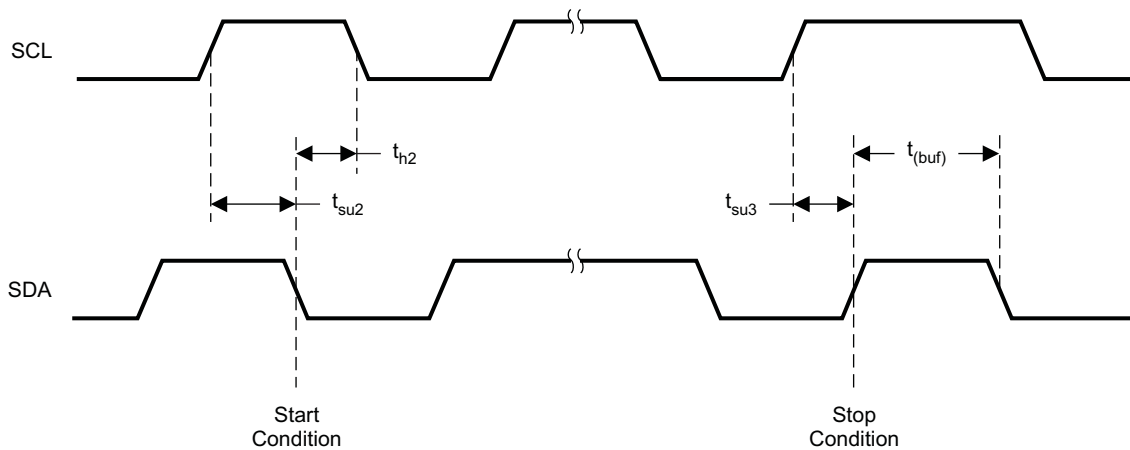 SCL
t_h2
t_(buf)
t_su2
t_su3
SDA
Start
Condition
Stop
Condition